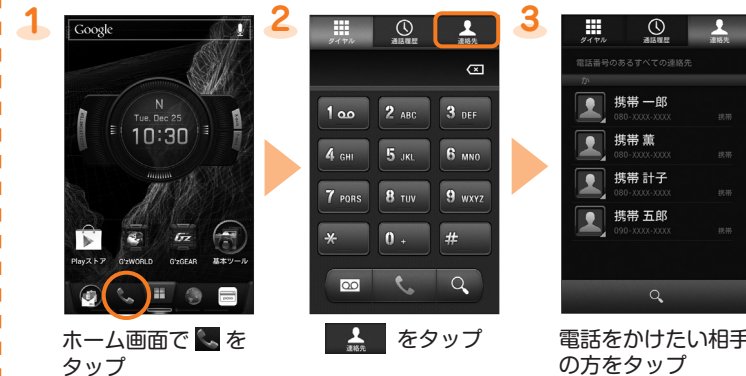 1
Google
N
Tue. Dec 25
10:30
Playストア
G'zWORLD
G'zGEAR
基本ツール
ホーム画面で を
タップ
2
ダイヤル
通話履歴
連絡先
1
2 ABC
3 DEF
4 GHI
5 JKL
6 MNO
7 PQRS
8 TUV
9 WXYZ
*
0 +
#
連絡先 をタップ
3
ダイヤル
通話履歴
連絡先
電話番号のあるすべての連絡先
か
携帯 一郎
080-XXXX-XXXX 携帯
携帯 薫
080-XXXX-XXXX 携帯
携帯 計子
080-XXXX-XXXX 携帯
携帯 五郎
090-XXXX-XXXX 携帯
電話をかけたい相手
の方をタップ